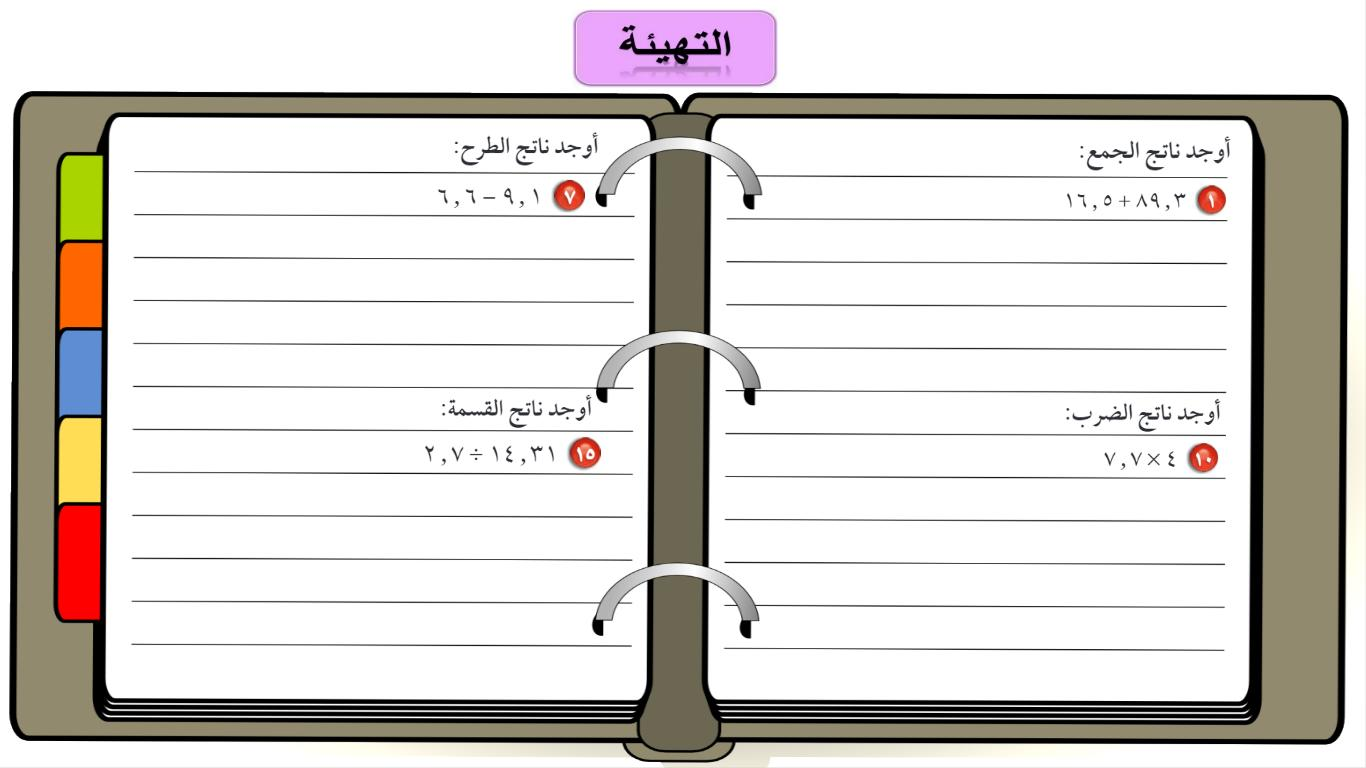 التهيئة
أوجد ناتج الجمع:
١ ٨٩,٣ + ١٦,٥
أوجد ناتج الضرب:
١٠ ٤ × ٧,٧
أوجد ناتج الطرح:
٧ ٩,١ − ٦,٦
أوجد ناتج القسمة:
١٥ ١٤,٣١ ÷ ٢,٧